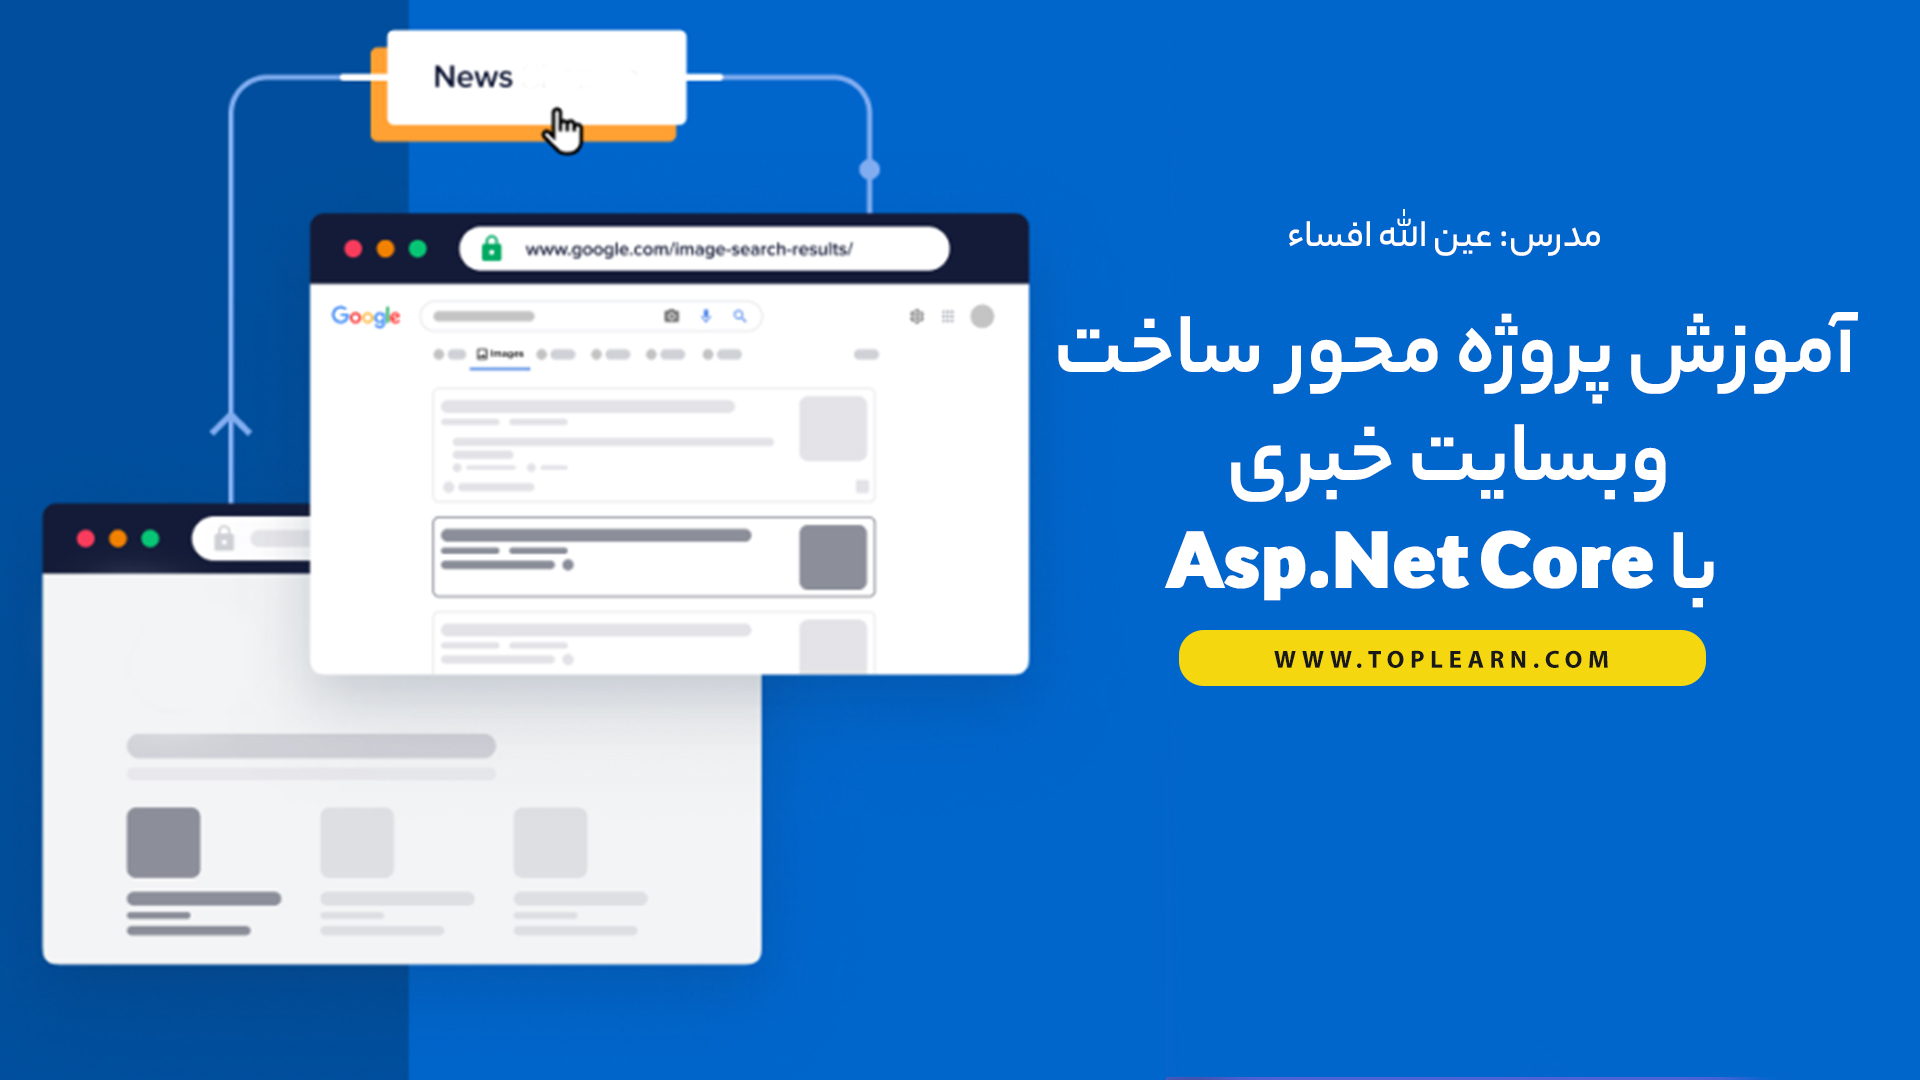 News
www.google.com/image-search-results/
Google
Images
مدرس: عین الله افساء
آموزش پروژه محور ساخت
وبسایت خبری
با Asp.Net Core
WWW.TOPLEARN.COM